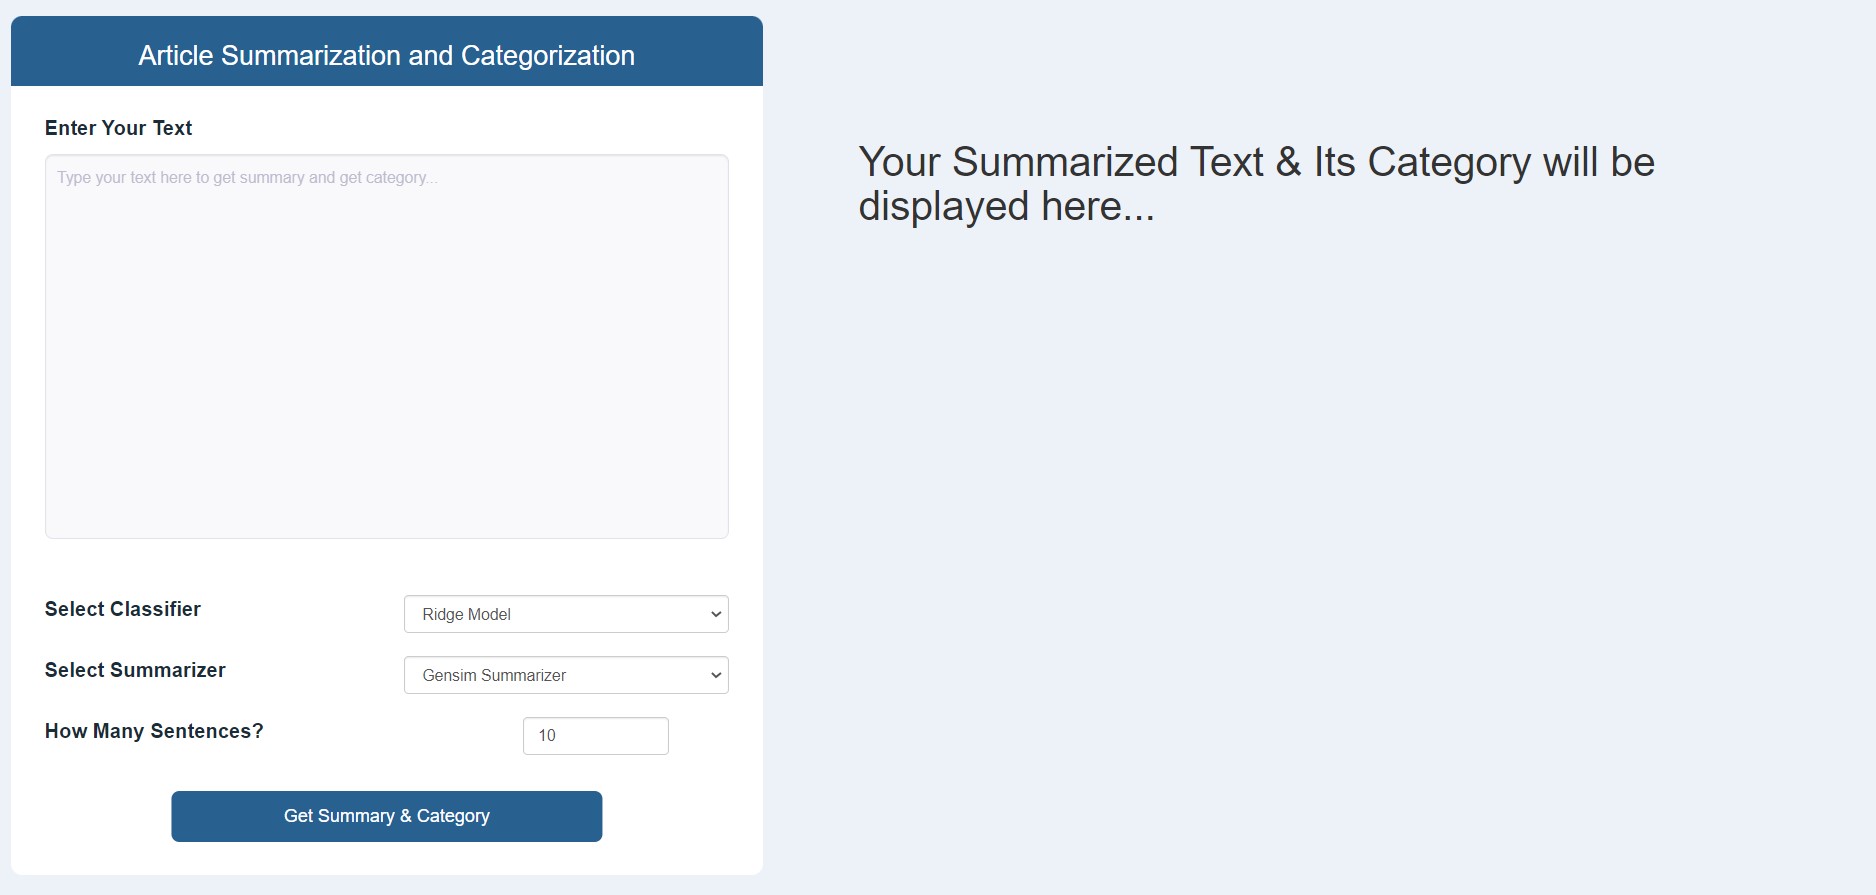 Article Summarization and Categorization
Enter Your Text
Type your text here to get summary and get category...
Select Classifier
Ridge Model
Select Summarizer
Gensim Summarizer
How Many Sentences?
10
Get Summary & Category
Your Summarized Text & Its Category will be
displayed here...